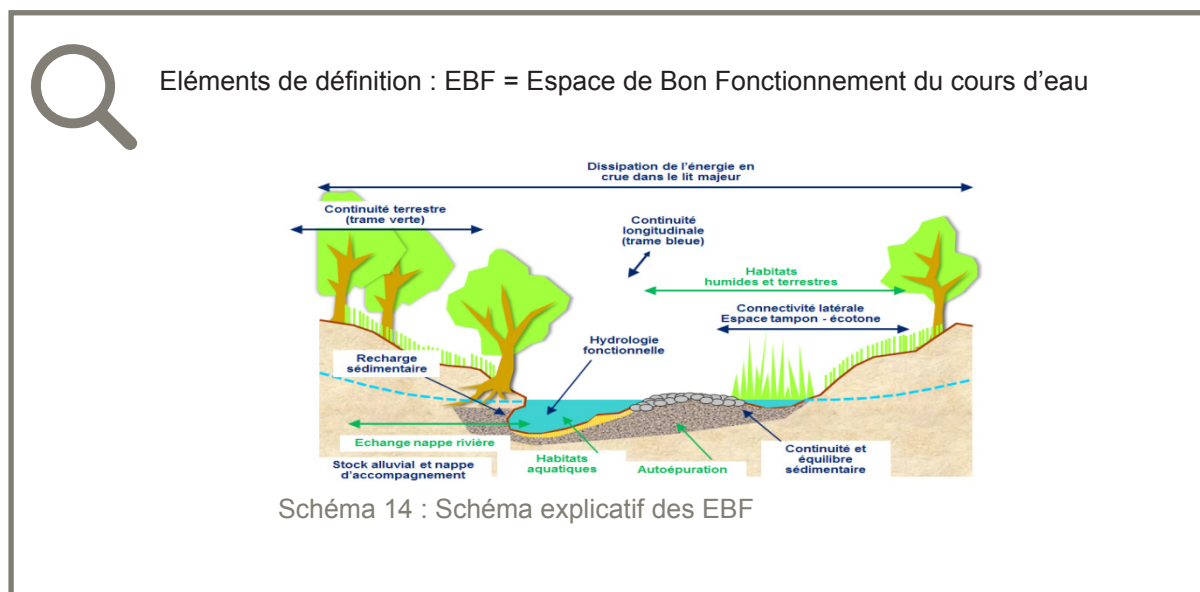 Eléments de définition : EBF = Espace de Bon Fonctionnement du cours d’eau
Dissipation de l’énergie en
crue dans le lit majeur
Continuité terrestre
(trame verte)
Continuité
longitudinale
(trame bleue)
Habitats
humides et terrestres
Connectivité latérale
Espace tampon - écotone
Hydrologie
fonctionnelle
Recharge
sédimentaire
Echange nappe rivière
Stock alluvial et nappe
d’accompagnement
Habitats
aquatiques
Autoépuration
Continuité et
équilibre
sédimentaire
Schéma 14 : Schéma explicatif des EBF